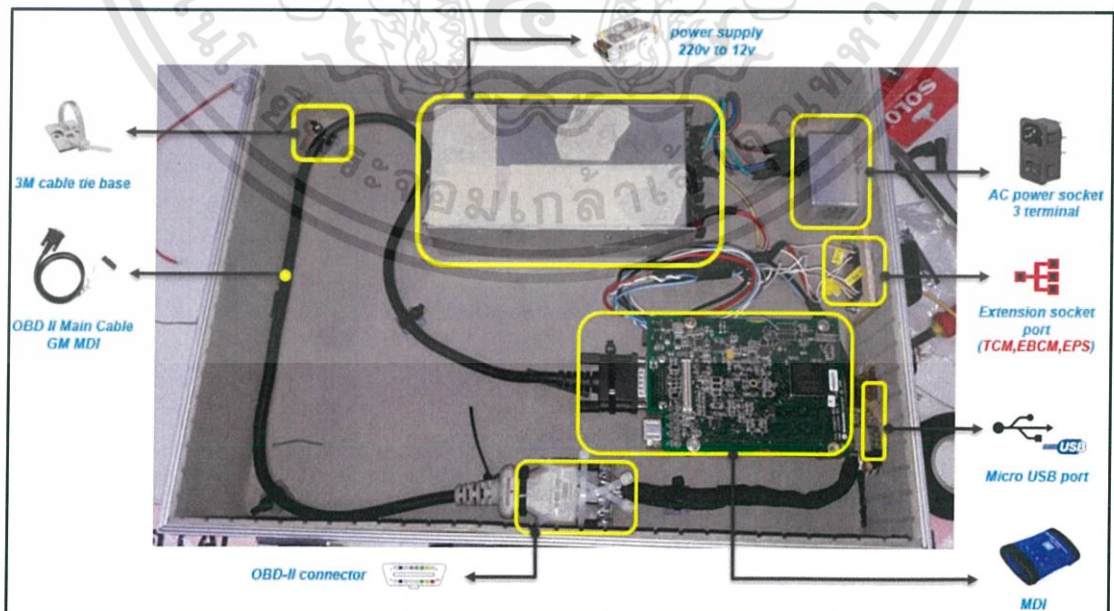 power supply
220v to 12v
SOLO
3M cable tie base
AC power socket
3 terminal
OBD II Main Cable
GM MDI
Extension socket
port
(TCM,EBCM,EPS)
USB
Micro USB port
OBD-II connector
MDI